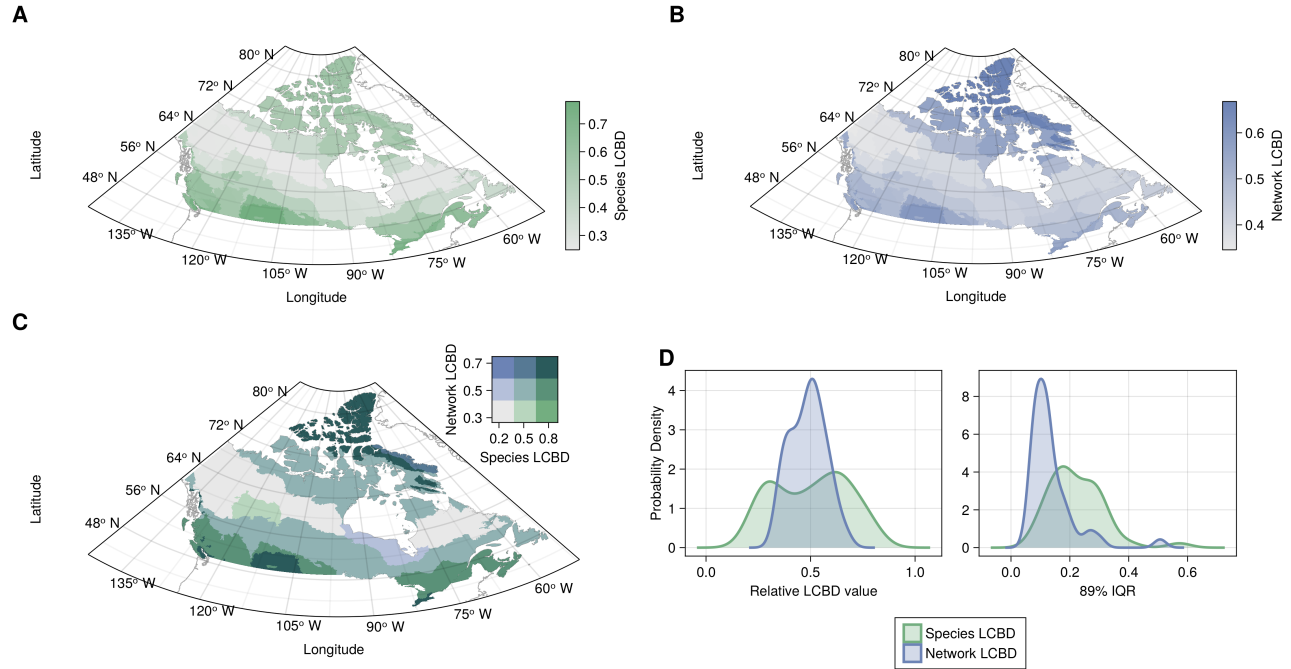 A
80° N
72° N
64° N
56° N
48° N
Latitude
135° W
120° W
105° W
90° W
75° W
60° W
Longitude
0.7
0.6
0.5
0.4
0.3
Species LCBD
B
80° N
72° N
64° N
56° N
48° N
Latitude
135° W
120° W
105° W
90° W
75° W
60° W
Longitude
0.6
0.5
0.4
Network LCBD
C
80° N
72° N
64° N
56° N
48° N
Latitude
135° W
120° W
105° W
90° W
75° W
60° W
Longitude
Network LCBD
0.7
0.5
0.3
0.2 0.5 0.8
Species LCBD
D
Probability Density
4
3
2
1
0
0.0 0.5 1.0
Relative LCBD value
8
6
4
2
0
0.0 0.2 0.4 0.6
89% IQR
Species LCBD
Network LCBD